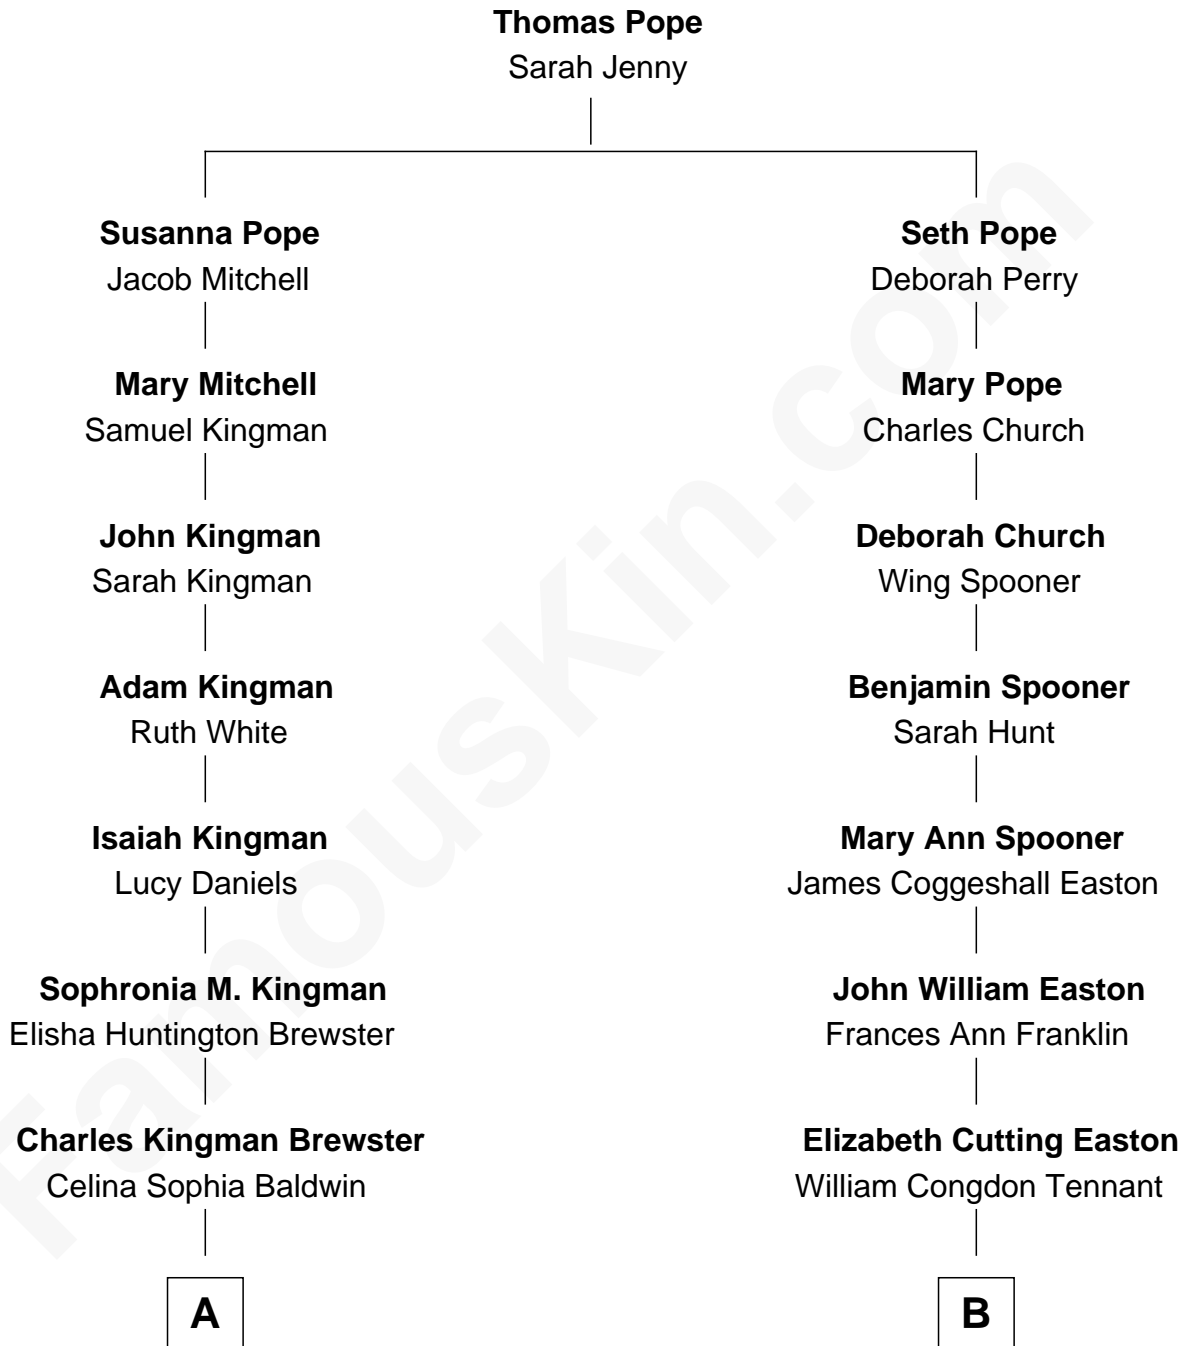 Thomas Pope
Sarah Jenny
Susanna Pope
Jacob Mitchell
Seth Pope
Deborah Perry
Mary Mitchell
Samuel Kingman
Mary Pope
Charles Church
John Kingman
Sarah Kingman
Deborah Church
Wing Spooner
Adam Kingman
Ruth White
Benjamin Spooner
Sarah Hunt
Isaiah Kingman
Lucy Daniels
Mary Ann Spooner
James Coggeshall Easton
Sophronia M. Kingman
Elisha Huntington Brewster
John William Easton
Frances Ann Franklin
Charles Kingman Brewster
Celina Sophia Baldwin
Elizabeth Cutting Easton
William Congdon Tennant
A
B
FamousKin.com